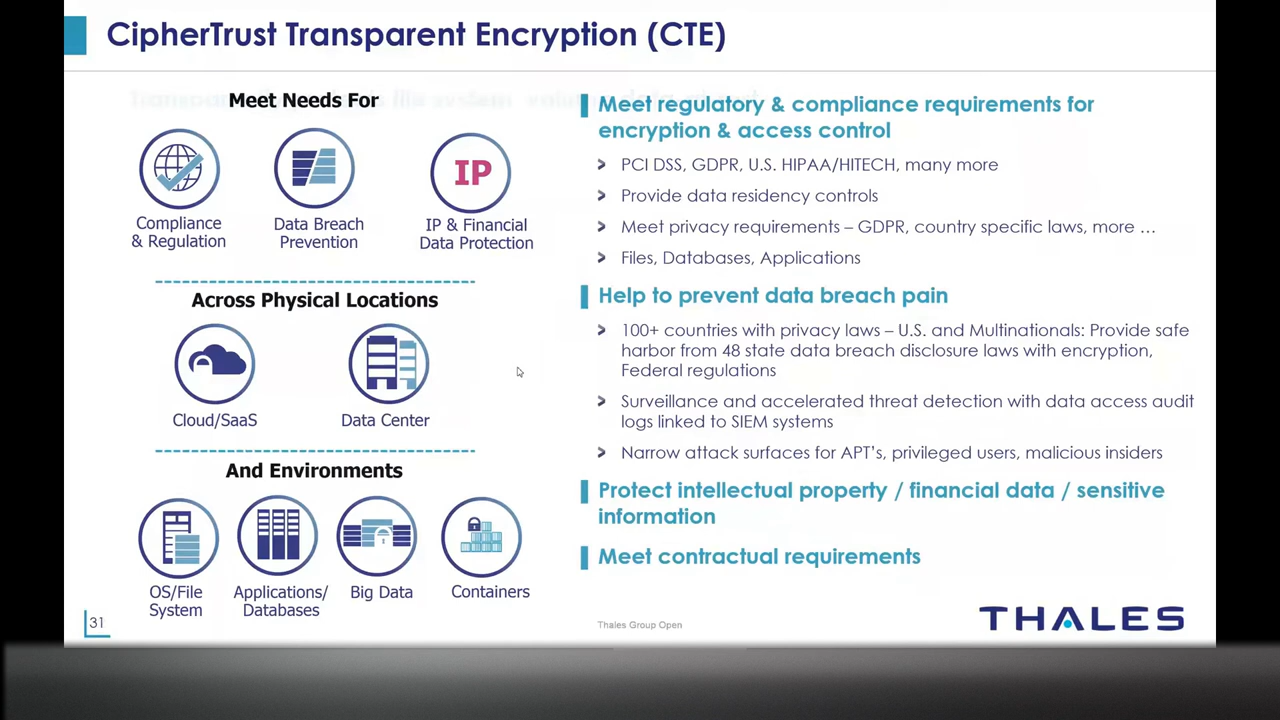 CipherTrust Transparent Encryption (CTE)
Meet Needs For
IP
Compliance
& Regulation
Data Breach
Prevention
IP & Financial
Data Protection
Across Physical Locations
Cloud/SaaS
Data Center
And Environments
OS/File
System
Applications/
Databases
Big Data
Containers
Meet regulatory & compliance requirements for
encryption & access control
PCI DSS, GDPR, U.S. HIPAA/HITECH, many more
Provide data residency controls
Meet privacy requirements – GDPR, country specific laws, more …
Files, Databases, Applications
Help to prevent data breach pain
100+ countries with privacy laws – U.S. and Multinationals: Provide safe
harbor from 48 state data breach disclosure laws with encryption,
Federal regulations
Surveillance and accelerated threat detection with data access audit
logs linked to SIEM systems
Narrow attack surfaces for APT's, privileged users, malicious insiders
Protect intellectual property / financial data / sensitive
information
Meet contractual requirements
31
Thales Group Open
THALES